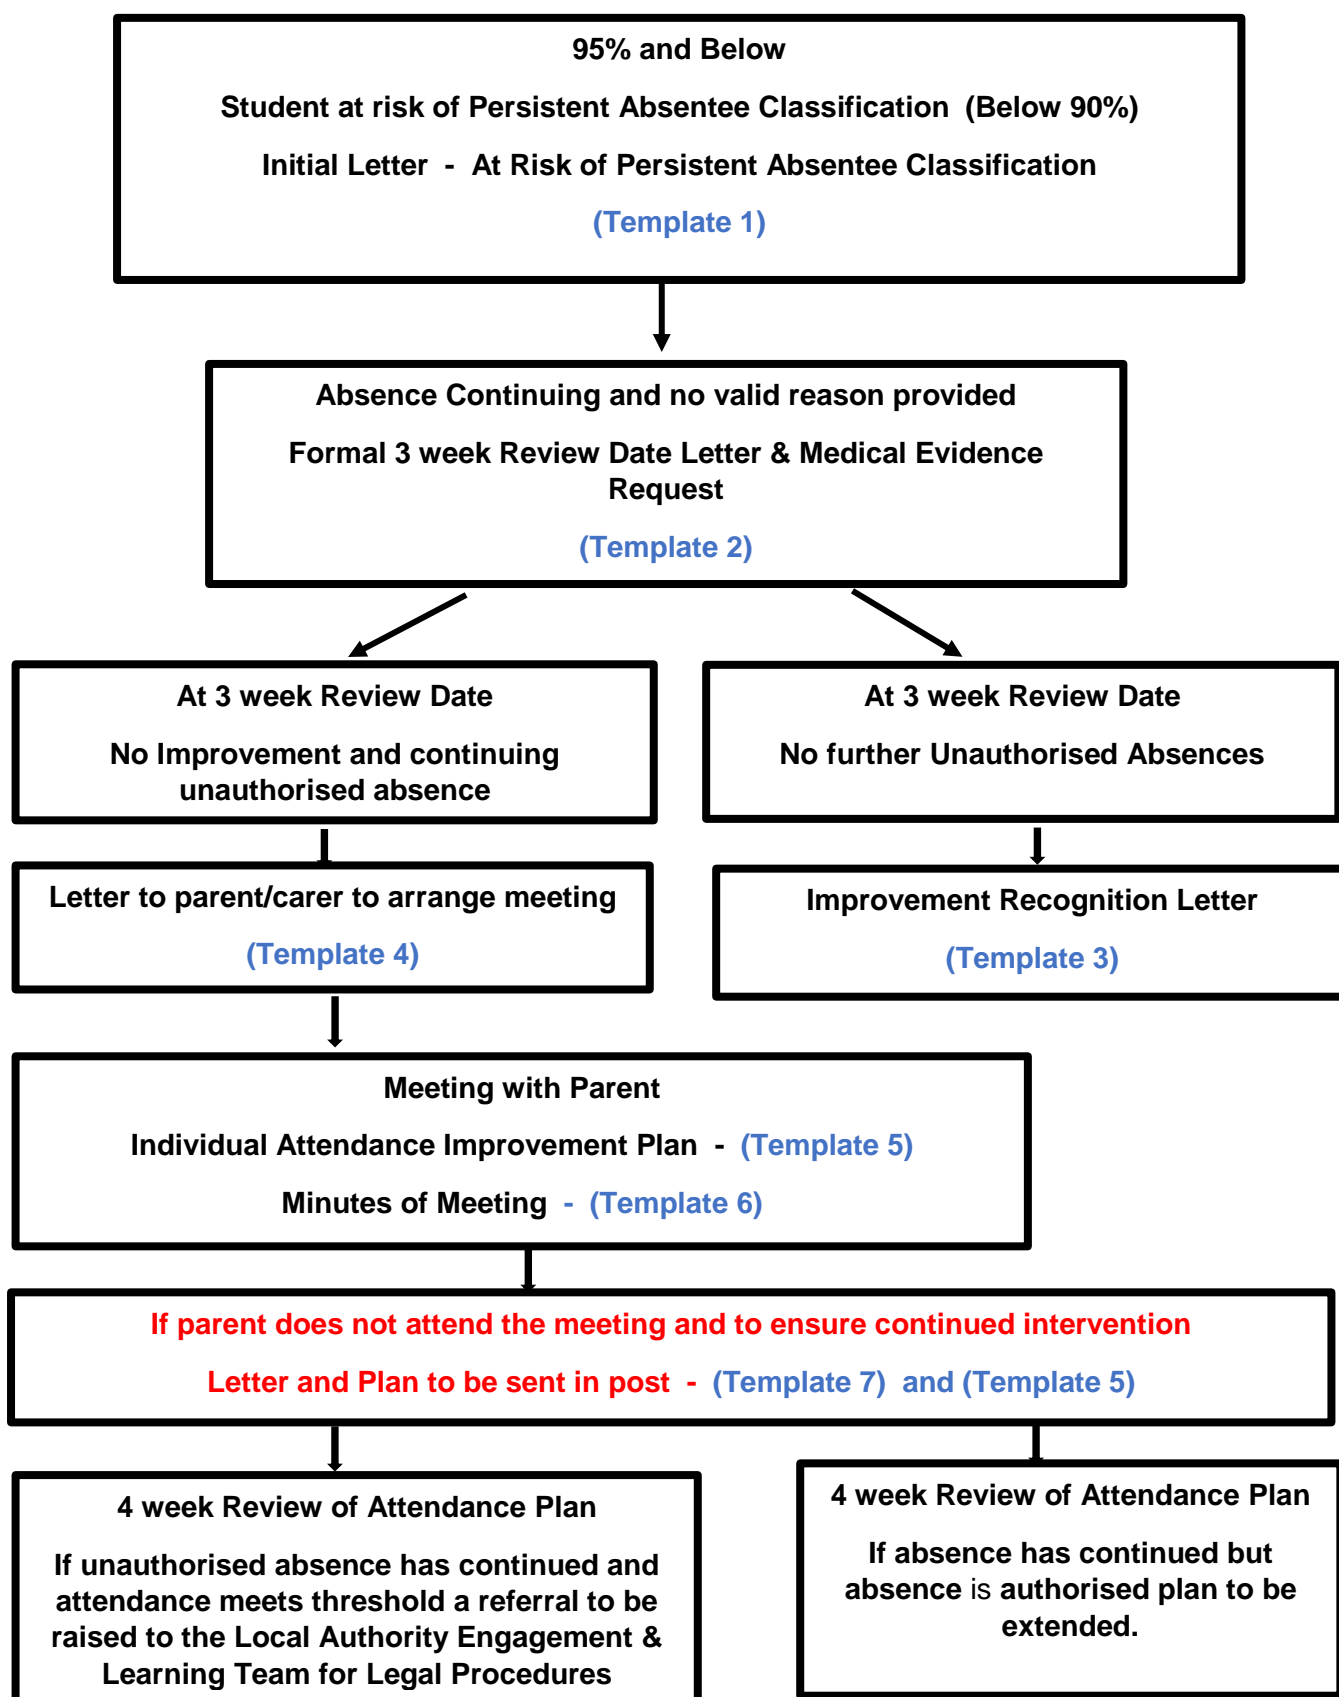 95% and Below
Student at risk of Persistent Absentee Classification (Below 90%)
Initial Letter - At Risk of Persistent Absentee Classification
(Template 1)
Absence Continuing and no valid reason provided
Formal 3 week Review Date Letter & Medical Evidence
Request
(Template 2)
At 3 week Review Date
No Improvement and continuing
unauthorised absence
At 3 week Review Date
No further Unauthorised Absences
Letter to parent/carer to arrange meeting
(Template 4)
Improvement Recognition Letter
(Template 3)
Meeting with Parent
Individual Attendance Improvement Plan - (Template 5)
Minutes of Meeting - (Template 6)
If parent does not attend the meeting and to ensure continued intervention
Letter and Plan to be sent in post - (Template 7) and (Template 5)
4 week Review of Attendance Plan
If unauthorised absence has continued and
attendance meets threshold a referral to be
raised to the Local Authority Engagement &
Learning Team for Legal Procedures
4 week Review of Attendance Plan
If absence has continued but
absence is authorised plan to be
extended.